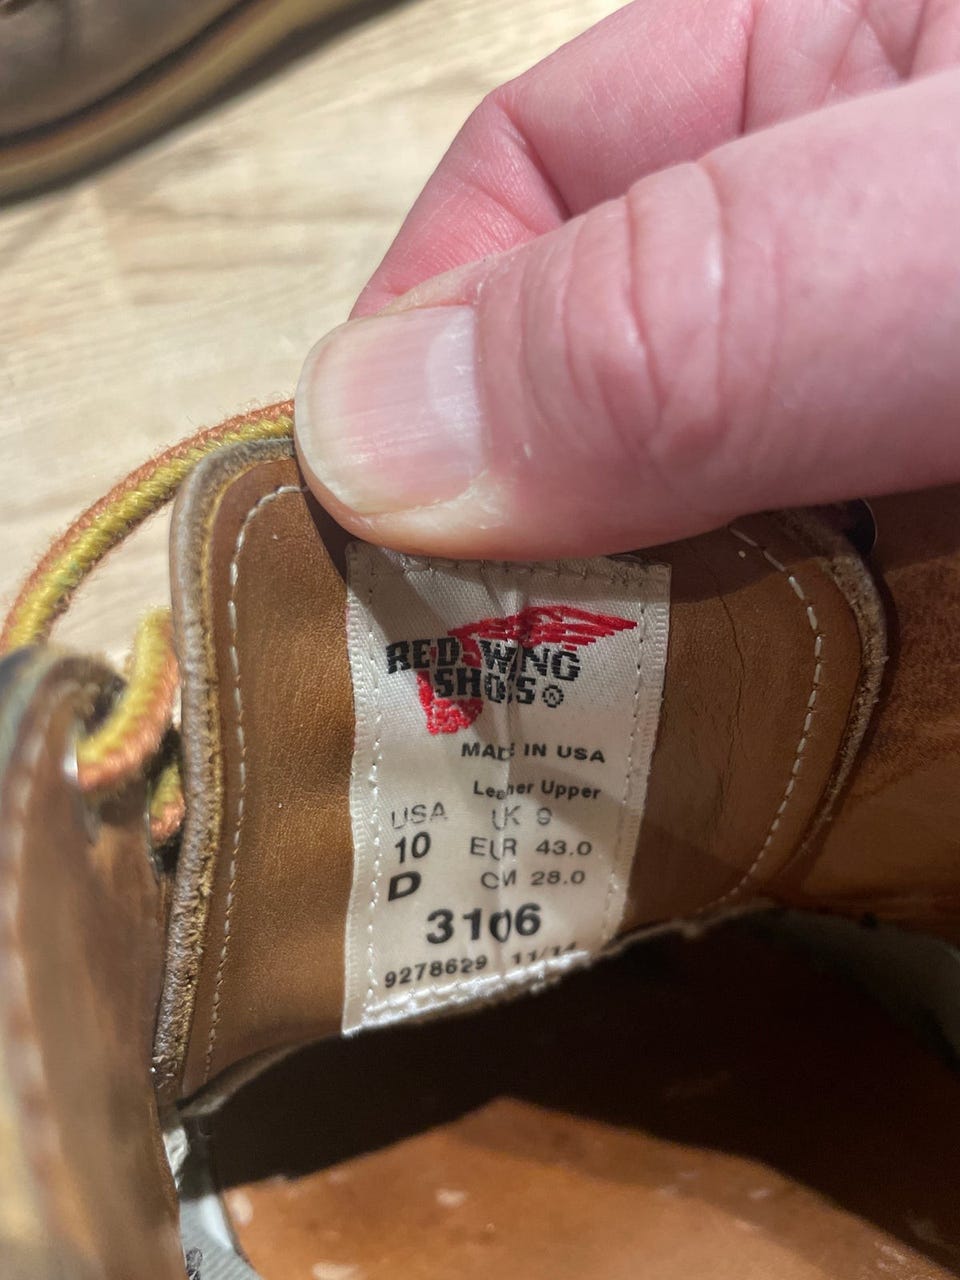 RED WING
SHOES®
MADE IN USA
Leather Upper
USA UK 9
10 EUR 43.0
D CM 28.0
3106
9278629 11/14